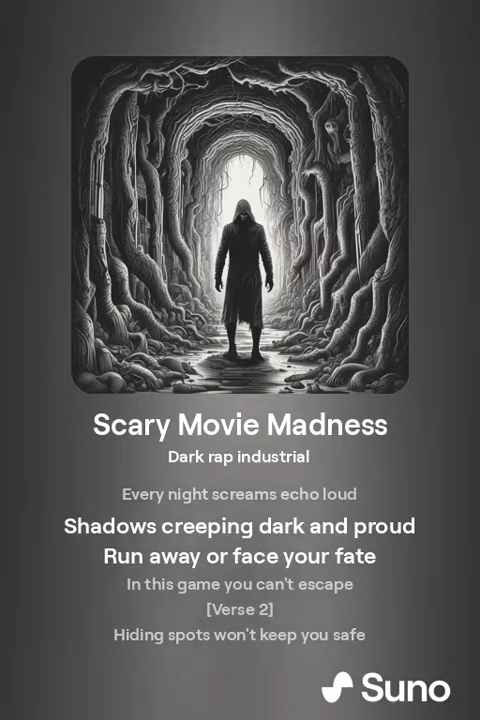 Scary Movie Madness
Dark rap industrial
Every night screams echo loud
Shadows creeping dark and proud
Run away or face your fate
In this game you can't escape
[Verse 2]
Hiding spots won't keep you safe
Suno